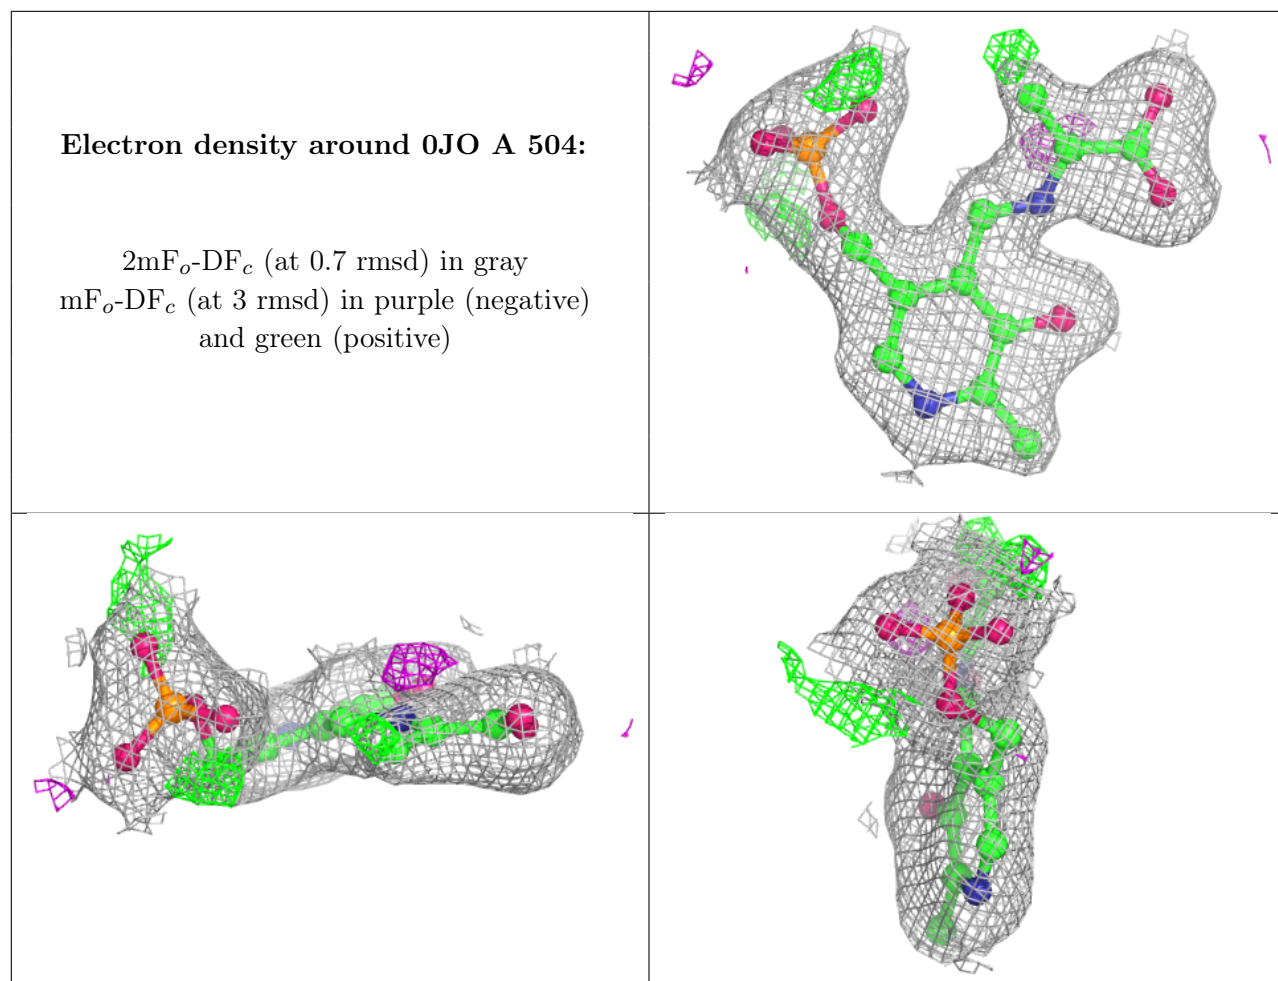 Electron density around 0JO A 504:
2mFo-DFc (at 0.7 rmsd) in gray
mFo-DFc (at 3 rmsd) in purple (negative)
and green (positive)